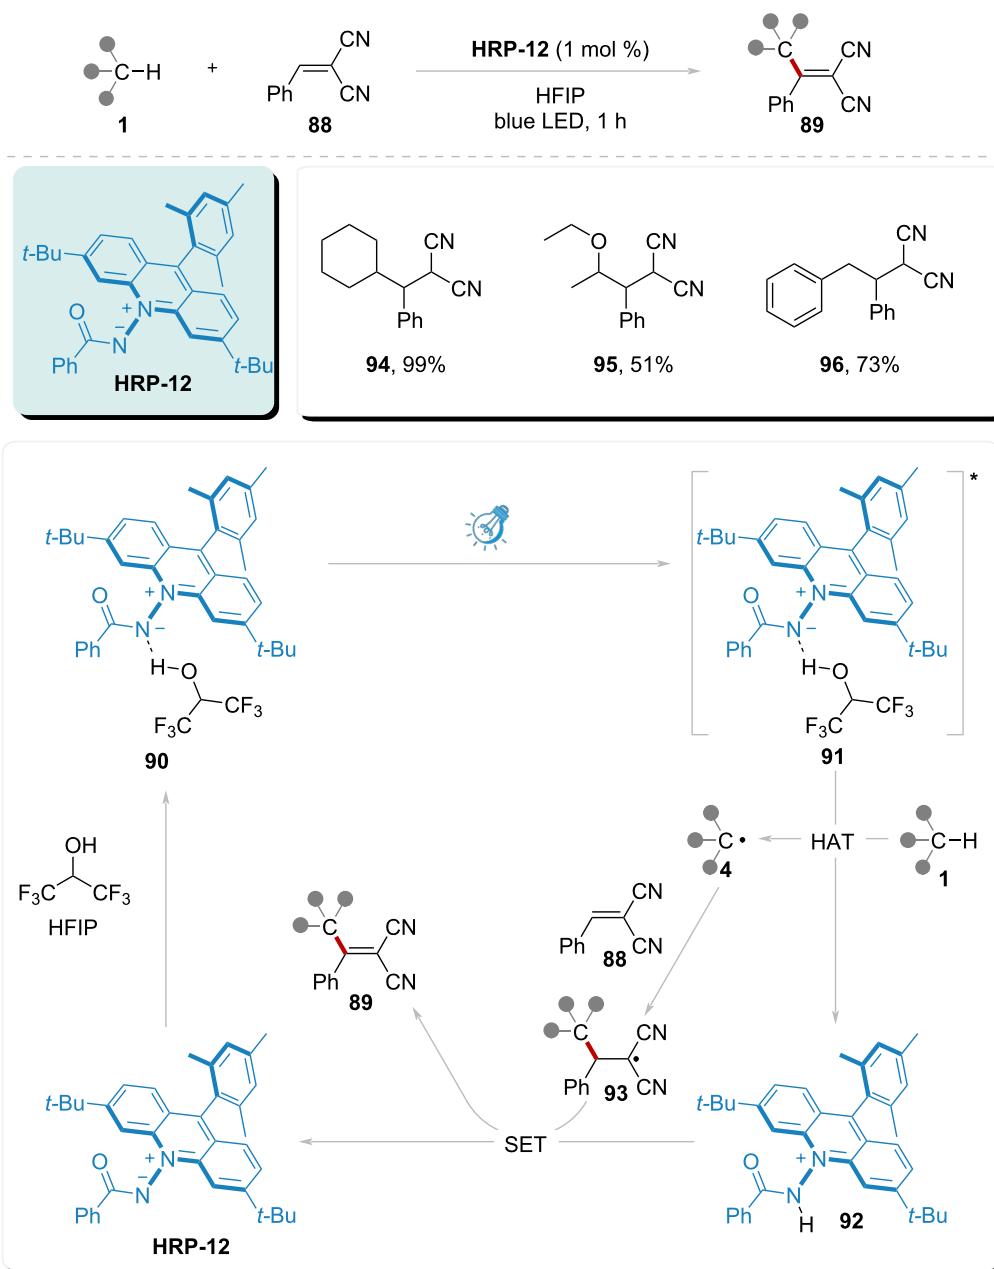 C–H
1
+
Ph
CN
CN
88
HRP-12 (1 mol %)
HFIP
blue LED, 1 h
C
Ph
CN
CN
89
t-Bu
N
+
O
−
N
Ph
t-Bu
HRP-12
CN
CN
Ph
94, 99%
O
CN
CN
Ph
95, 51%
CN
CN
Ph
96, 73%
t-Bu
+
N
O
N −
Ph
t-Bu
H–O
CF3
F3C
90
*
t-Bu
+
N
O
N −
Ph
t-Bu
H–O
CF3
F3C
91
OH
F3C
CF3
HFIP
C•
4
HAT
C–H
1
CN
Ph
88
CN
C
CN
Ph
CN
89
C
CN
•
Ph
93
CN
SET
t-Bu
+
N
O
−
N
Ph
t-Bu
HRP-12
t-Bu
+
N
O
N
H
Ph
t-Bu
92